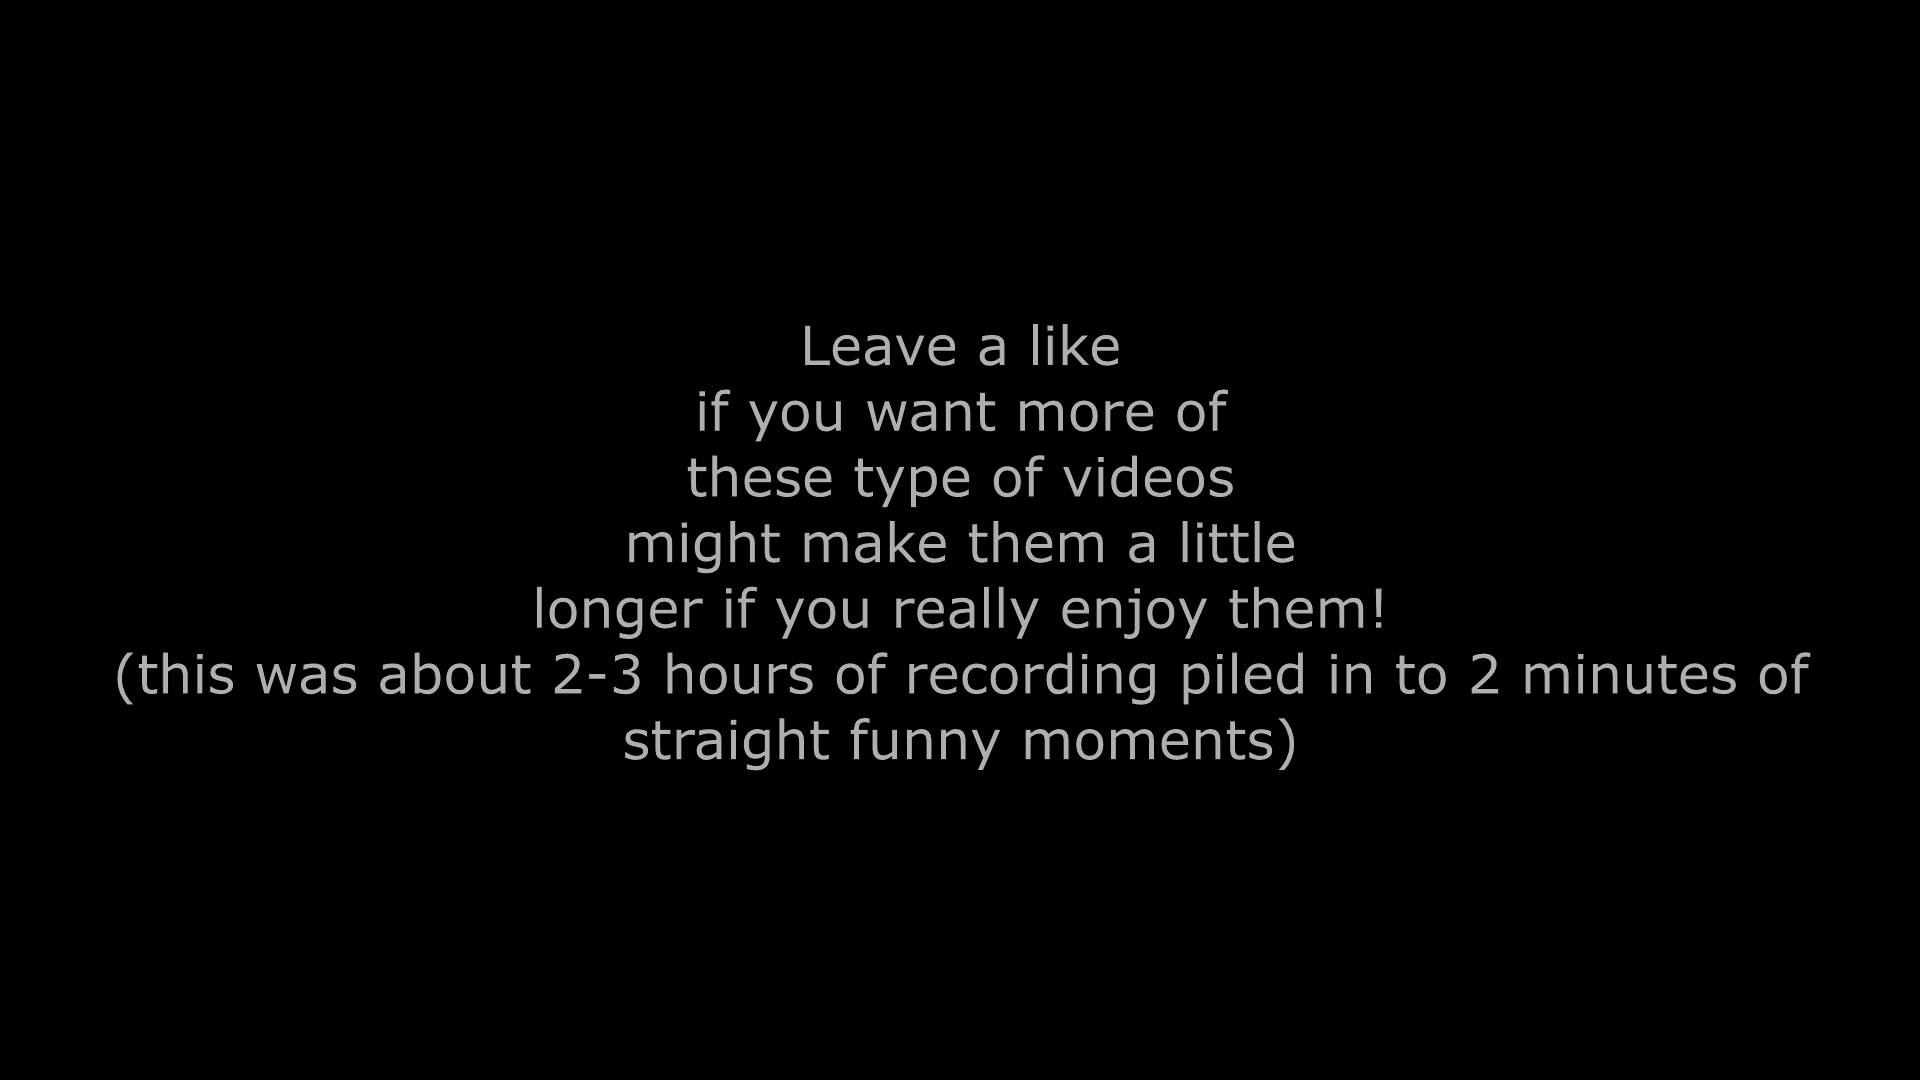 Leave a like
if you want more of
these type of videos
might make them a little
longer if you really enjoy them!
(this was about 2-3 hours of recording piled in to 2 minutes of
straight funny moments)